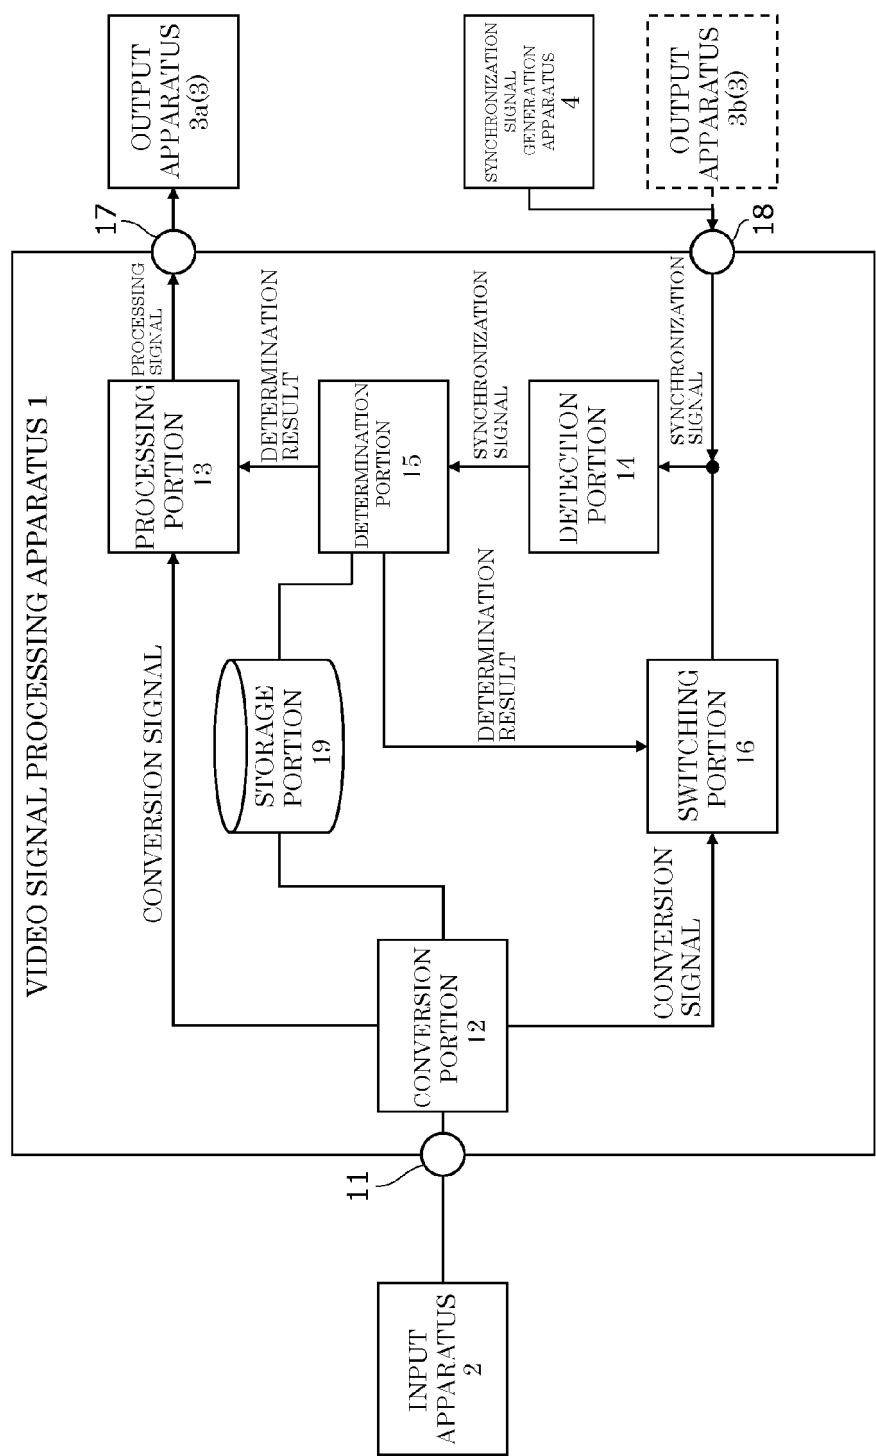 VIDEO SIGNAL PROCESSING APPARATUS 1
INPUT
APPARATUS
2
11
CONVERSION
PORTION
12
CONVERSION SIGNAL
CONVERSION
SIGNAL
STORAGE
PORTION
19
SWITCHING
PORTION
16
DETERMINATION
RESULT
PROCESSING
PORTION
13
DETERMINATION
PORTION
15
DETECTION
PORTION
14
PROCESSING
SIGNAL
DETERMINATION
RESULT
SYNCHRONIZATION
SIGNAL
SYNCHRONIZATION
SIGNAL
17
18
OUTPUT
APPARATUS
3a(3)
SYNCHRONIZATION
SIGNAL
GENERATION
APPARATUS
4
OUTPUT
APPARATUS
3b(3)